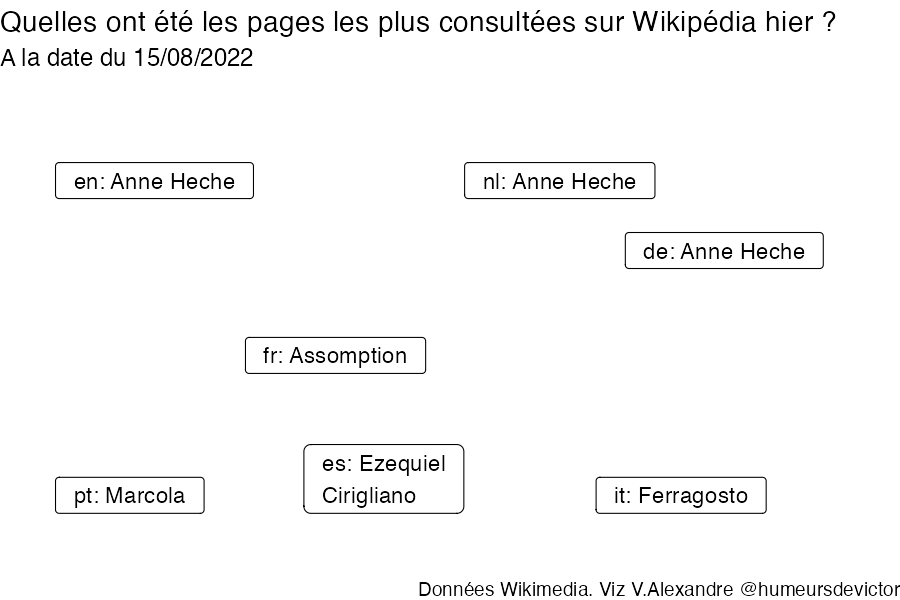 Quelles ont été les pages les plus consultées sur Wikipédia hier ?
A la date du 15/08/2022
en: Anne Heche
nl: Anne Heche
de: Anne Heche
fr: Assomption
es: Ezequiel
Cirigliano
pt: Marcola
it: Ferragosto
Données Wikimedia. Viz V.Alexandre @humeursdevictor